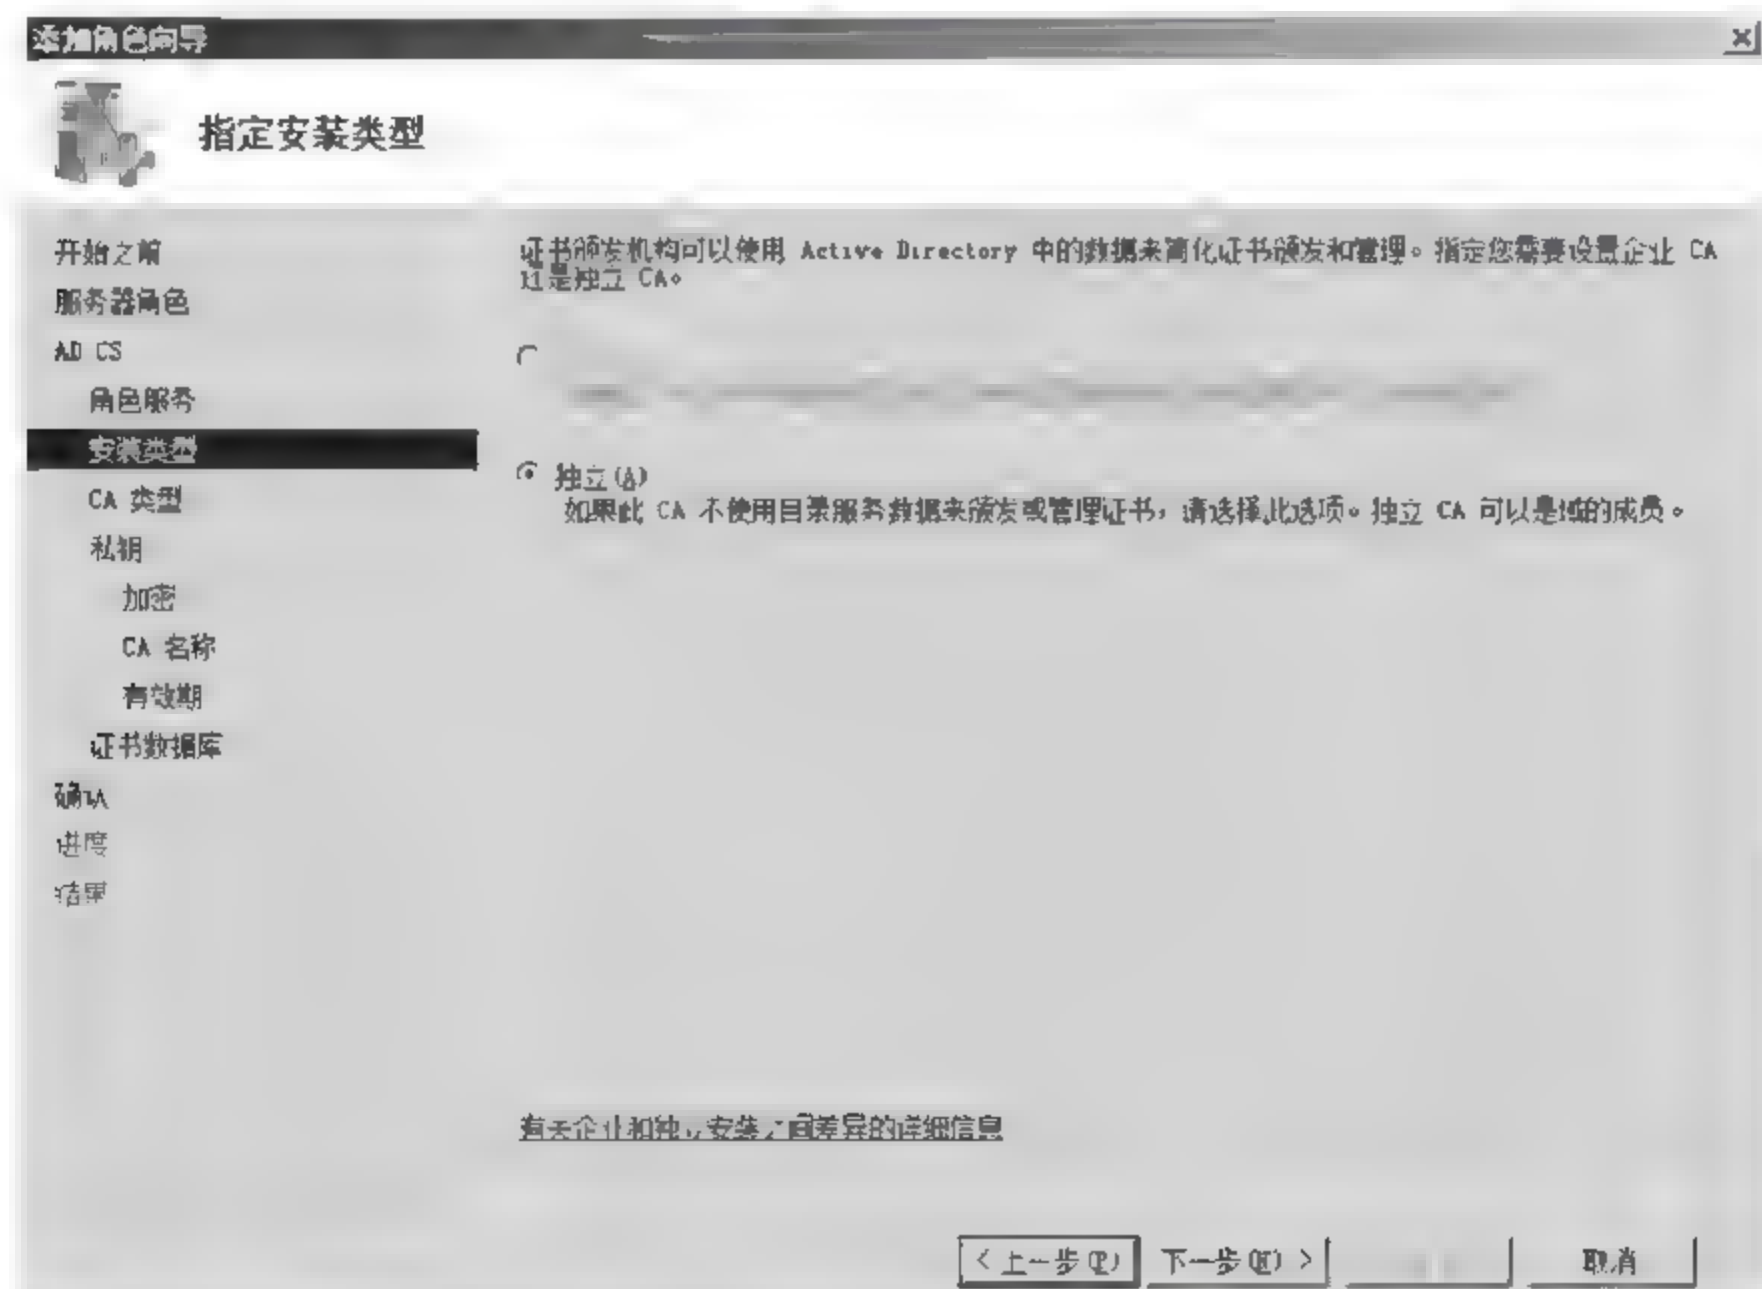 添加角色向导
指定安装类型
开始之前
服务器角色
AD CS
角色服务
安装类型
CA 类型
私钥
加密
CA 名称
有效期
证书数据库
确认
进度
结果
证书颁发机构可以使用 Active Directory 中的数据来简化证书颁发和管理。指定您需要设置企业 CA
还是独立 CA。
独立(A)
如果此 CA 不使用目录服务数据来颁发或管理证书，请选择此选项。独立 CA 可以是域的成员。
有关企业和独立安装之间差异的详细信息
< 上一步(P)
下一步(N) >
取消